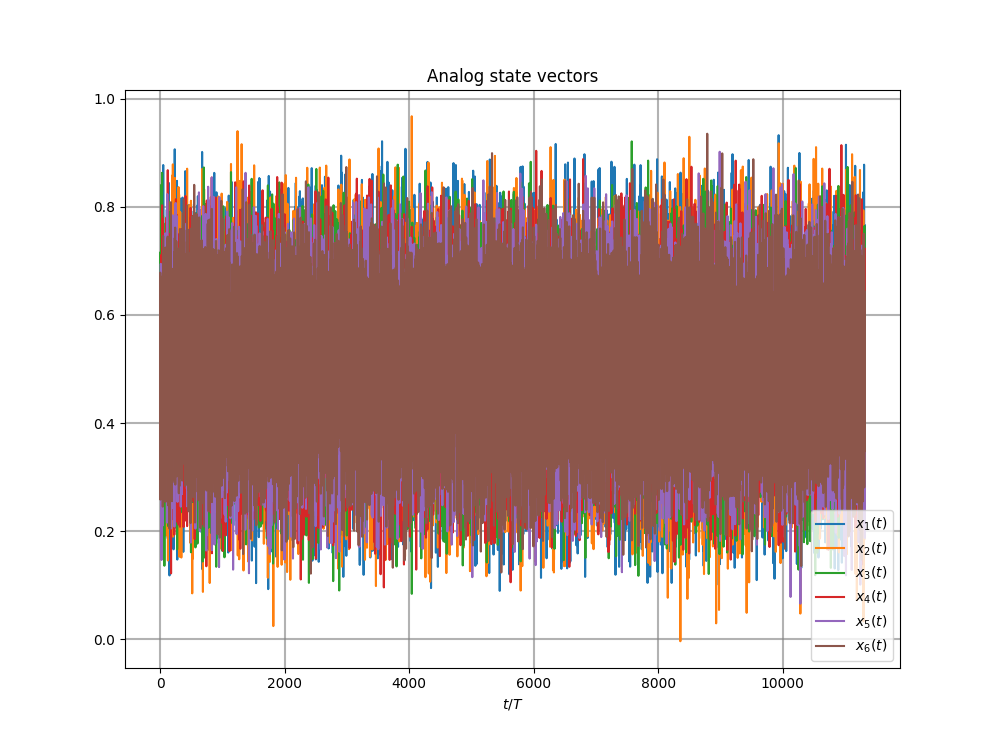 Analog state vectors
1.0
0.8
0.6
0.4
0.2
0.0
0 2000 4000 6000 8000 10000
t/T
x₁(t)
x₂(t)
x₃(t)
x₄(t)
x₅(t)
x₆(t)